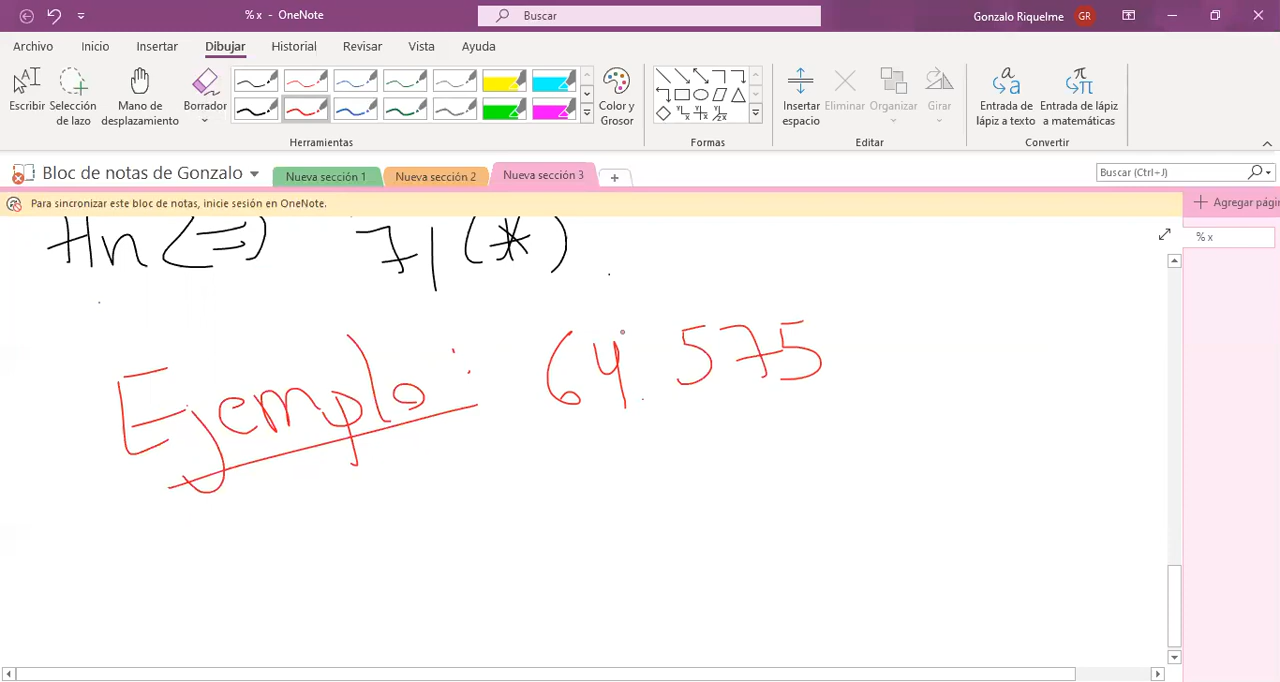 % x - OneNote
Buscar
Gonzalo Riquelme GR
Archivo Inicio Insertar Dibujar Historial Revisar Vista Ayuda
Escribir Selección de lazo Mano de desplazamiento Borrador Color y Grosor Insertar espacio Eliminar Organizar Girar Entrada de lápiz a texto Entrada de lápiz a matemáticas
Herramientas Formas Editar Convertir
Bloc de notas de Gonzalo Nueva sección 1 Nueva sección 2 Nueva sección 3 Buscar (Ctrl+J)
Para sincronizar este bloc de notas, inicie sesión en OneNote.
Agregar págin
% x
71(*)
Ejemplo: 64.575